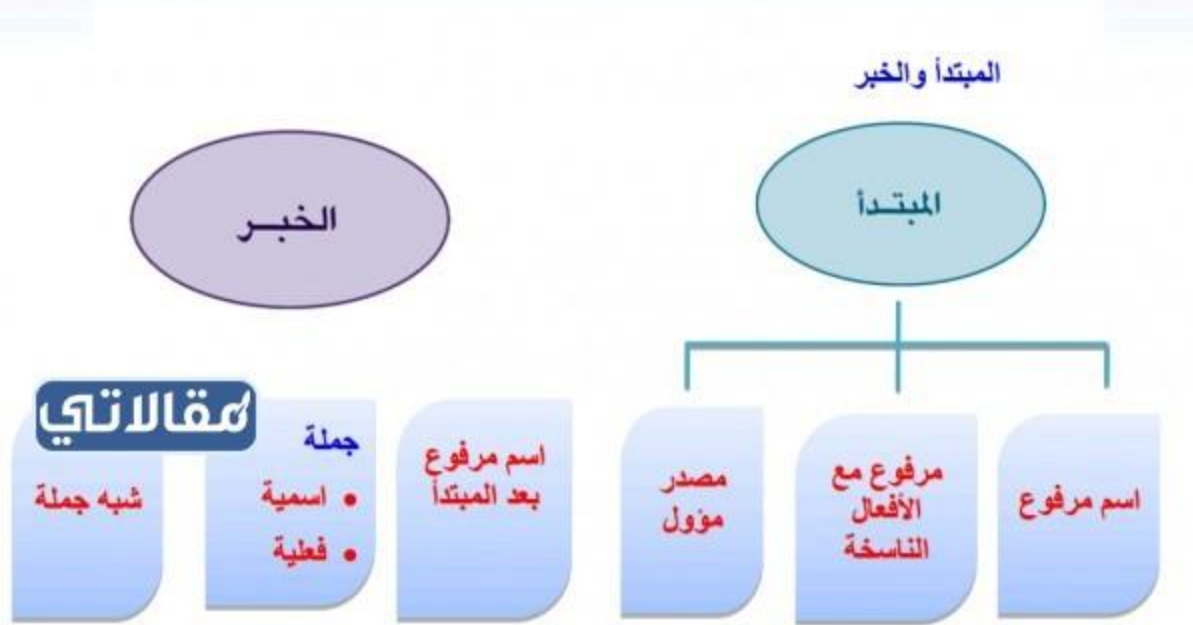 المبتدأ والخبر
المبتـدأ
الخبـر
اسم مرفوع
مرفوع مع
الأفعال
الناسخة
مصدر
مؤول
اسم مرفوع
بعد المبتدأ
جملة
• اسمية
• فعلية
شبه جملة
مقالاتي